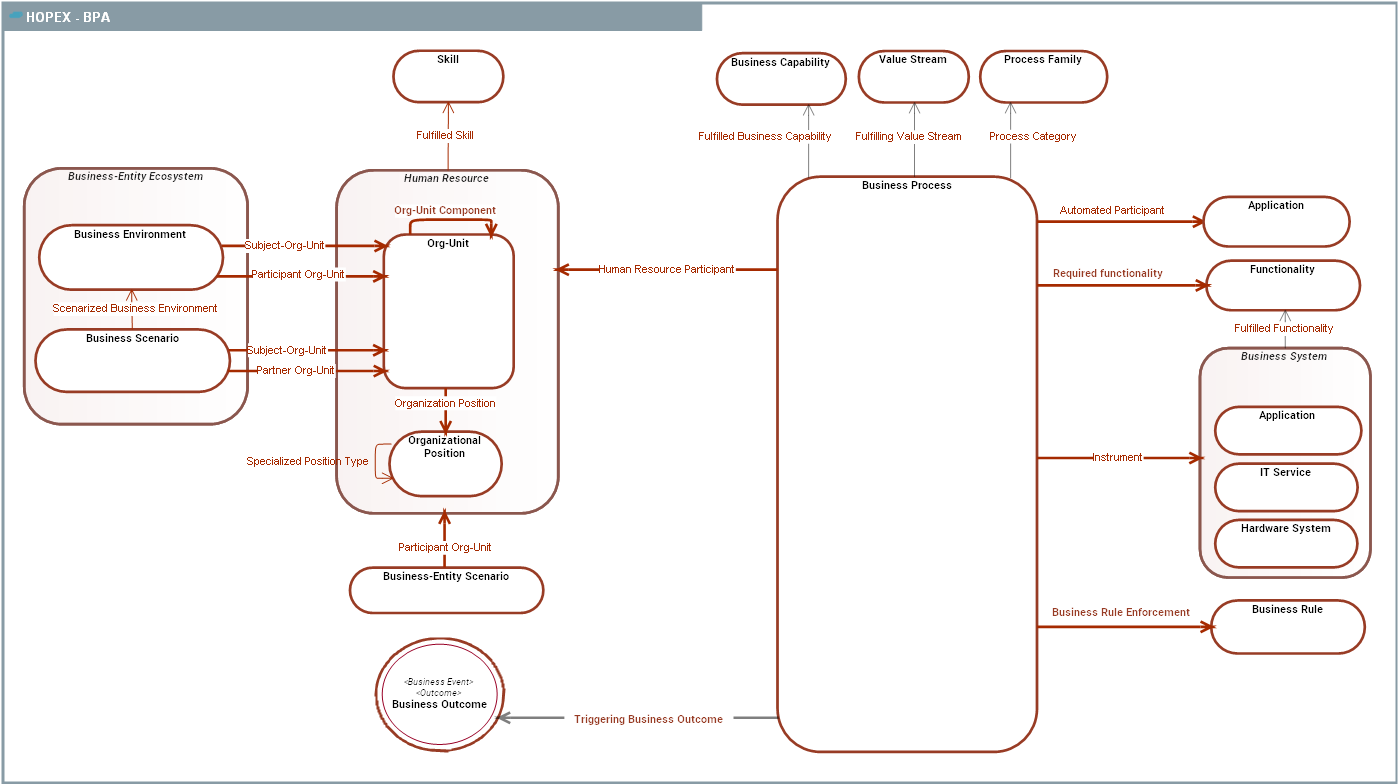 HOPEX - BPA
Skill
Business Capability
Value Stream
Process Family
Fulfilled Skill
Fulfilled Business Capability
Fulfilling Value Stream
Process Category
Business-Entity Ecosystem
Human Resource
Business Process
Org-Unit Component
Automated Participant
Application
Business Environment
Org-Unit
Subject-Org-Unit
Participant Org-Unit
Human Resource Participant
Required functionality
Functionality
Scenarized Business Environment
Fulfilled Functionality
Business Scenario
Subject-Org-Unit
Partner Org-Unit
Business System
Organization Position
Application
Organizational
Position
Specialized Position Type
Instrument
IT Service
Hardware System
Participant Org-Unit
Business-Entity Scenario
Business Rule Enforcement
Business Rule
<Business Event>
<Outcome>
Business Outcome
Triggering Business Outcome